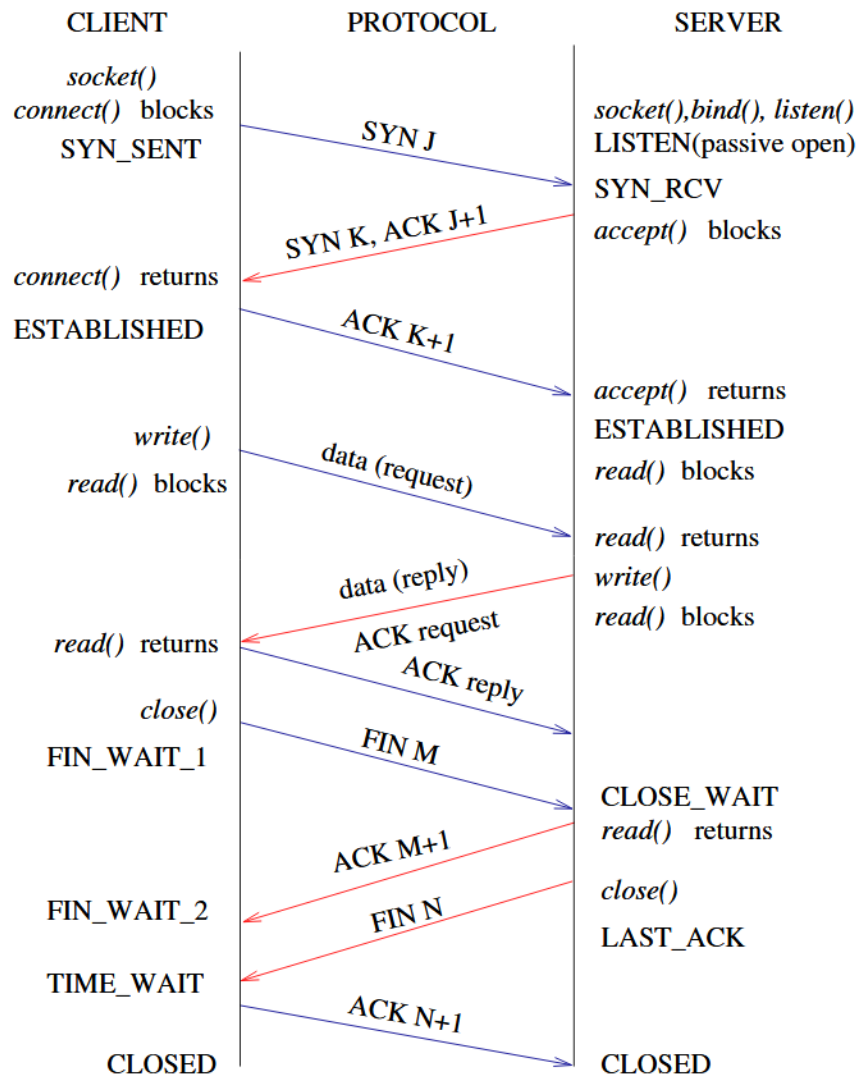 CLIENT PROTOCOL SERVER
socket()
connect() blocks
socket(),bind(), listen()
SYN_SENT
SYN J
LISTEN(passive open)
SYN_RCV
SYN K, ACK J+1
accept() blocks
connect() returns
ESTABLISHED
ACK K+1
accept() returns
ESTABLISHED
write()
data (request)
read() blocks
read() blocks
read() returns
data (reply)
write()
ACK request
read() blocks
read() returns
ACK reply
close()
FIN_WAIT_1
FIN M
CLOSE_WAIT
read() returns
ACK M+1
close()
FIN_WAIT_2
FIN N
LAST_ACK
TIME_WAIT
ACK N+1
CLOSED
CLOSED